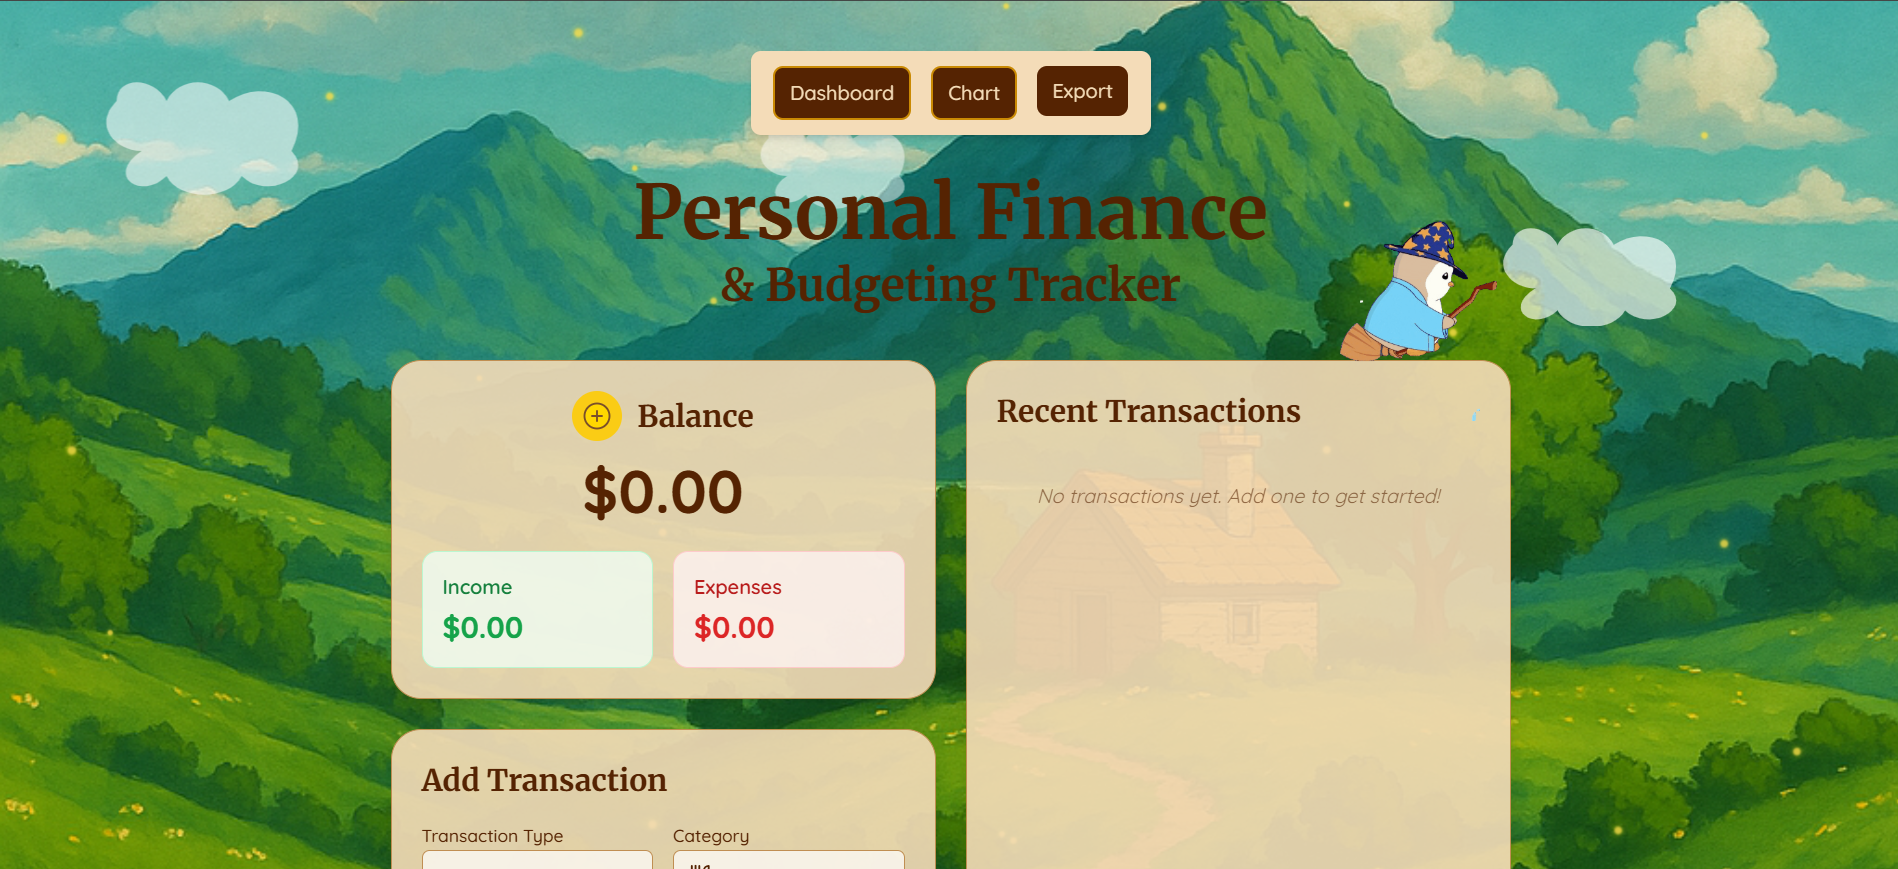 Dashboard
Chart
Export
Personal Finance
& Budgeting Tracker
Balance
$0.00
Income
$0.00
Expenses
$0.00
Recent Transactions
No transactions yet. Add one to get started!
Add Transaction
Transaction Type
Category